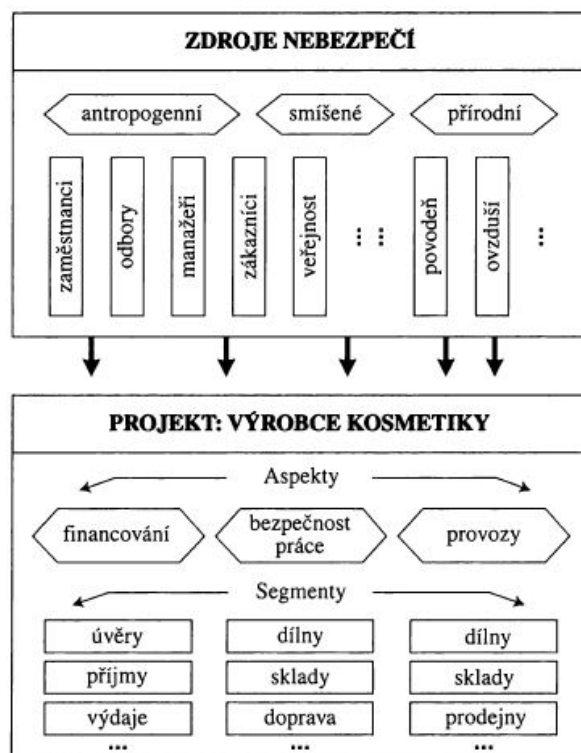 ZDROJE NEBEZPEČÍ
antropogenní smíšené přírodní
zaměstnanci
odbory
manažeři
zákazníci
veřejnost
... ...
povodeň
ovzduší
...
PROJEKT: VÝROBCE KOSMETIKY
Aspekty
financování bezpečnost práce provozy
Segmenty
úvěry dílny dílny
příjmy sklady sklady
výdaje doprava prodejny
... ... ...